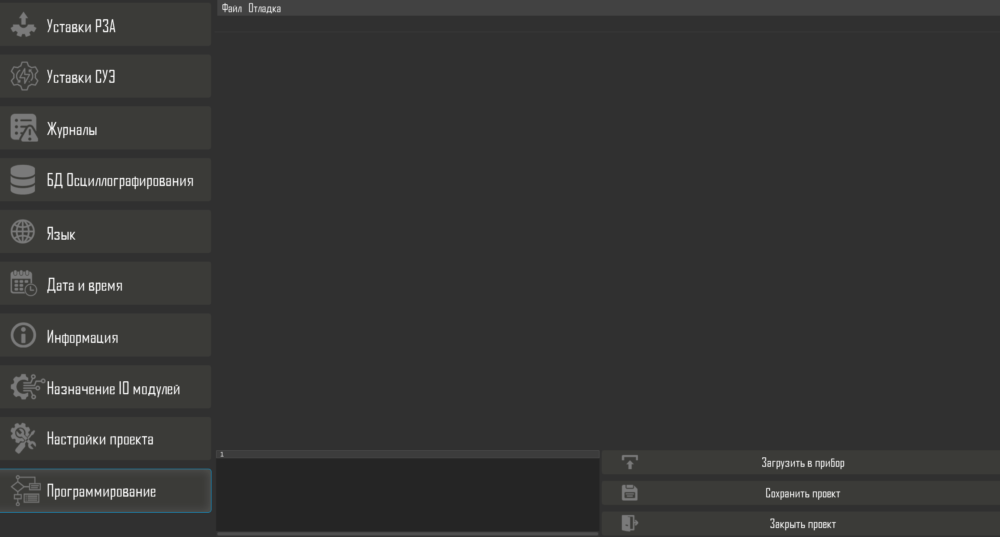 Уставки РЗА
Уставки СУЭ
Журналы
БД Осциллографирования
Язык
Дата и время
Информация
Назначение IO модулей
Настройки проекта
Программирование
Файл Отладка
1
Загрузить в прибор
Сохранить проект
Закрыть проект